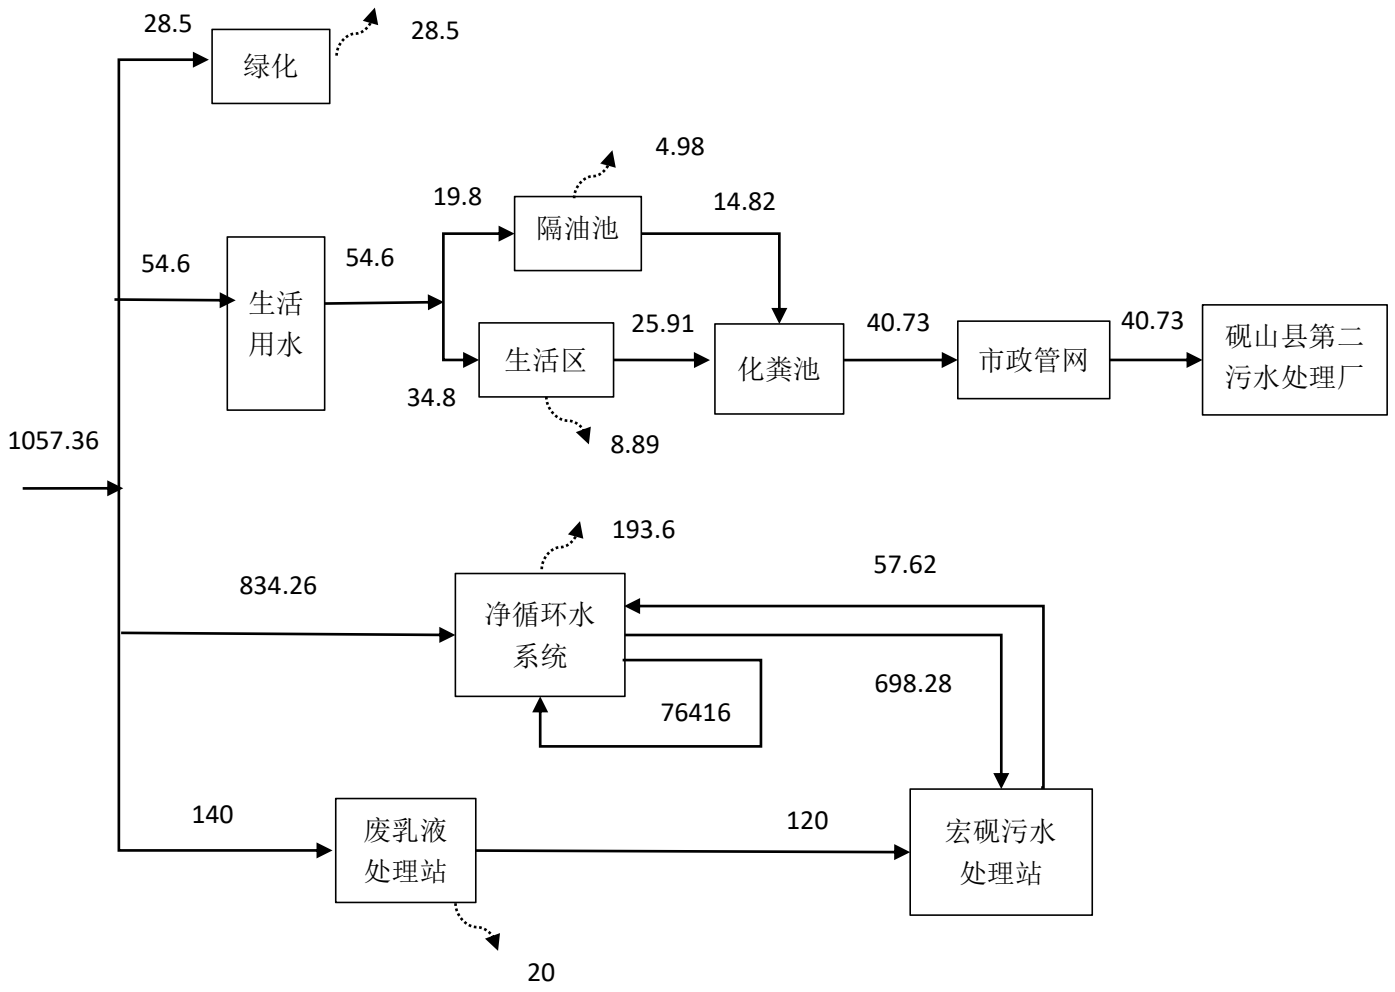 28.5
28.5
绿化
4.98
19.8
14.82
隔油池
54.6
54.6
生活
用水
25.91
40.73
40.73
生活区
化粪池
市政管网
砚山县第二
污水处理厂
34.8
8.89
1057.36
193.6
57.62
834.26
净循环水
系统
698.28
76416
140
废乳液
处理站
120
宏砚污水
处理站
20